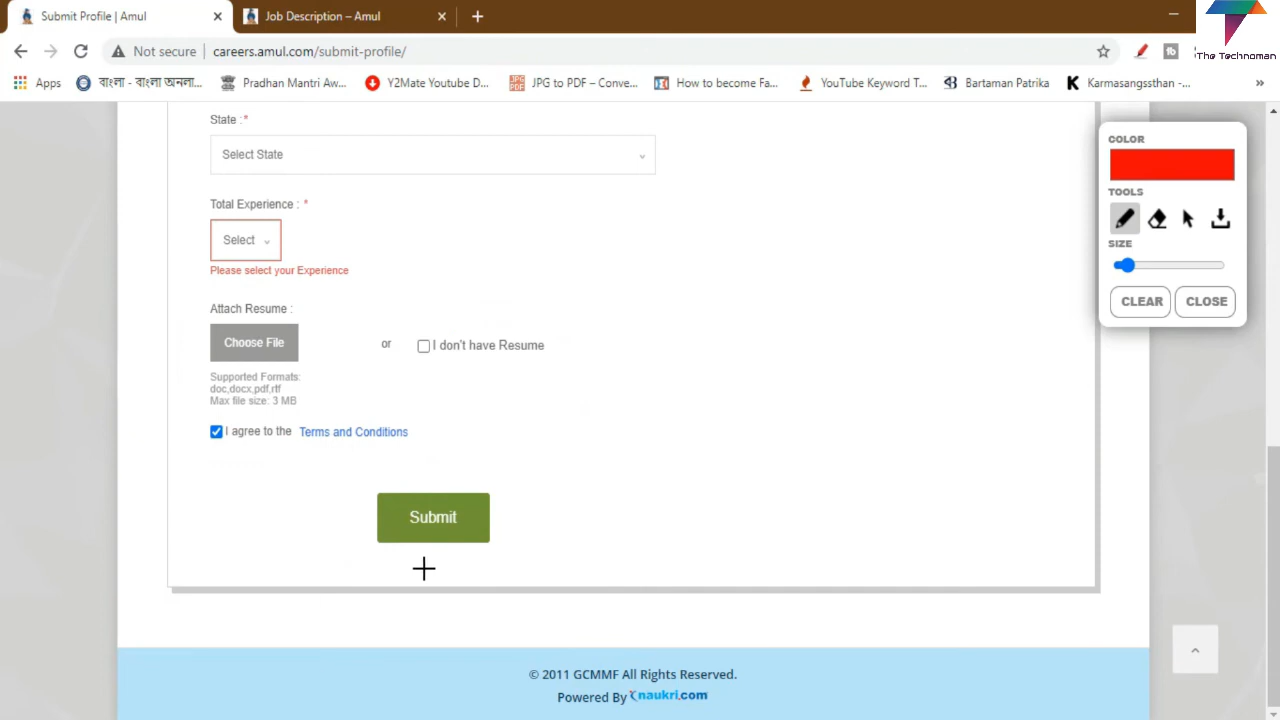 Submit Profile | Amul
Job Description – Amul
The Technoman
Not secure
careers.amul.com/submit-profile/
Apps
বাংলা - বাংলা অনলা...
Pradhan Mantri Aw...
Y2Mate Youtube D...
JPG to PDF – Conve...
How to become Fa...
YouTube Keyword T...
Bartaman Patrika
Karmasangssthan -...
»
State : *
Select State
Total Experience : *
Select
Please select your Experience
Attach Resume :
Choose File
or
I don't have Resume
Supported Formats:
doc,docx,pdf,rtf
Max file size: 3 MB
I agree to the Terms and Conditions
Submit
© 2011 GCMMF All Rights Reserved.
Powered By naukri.com
COLOR
TOOLS
SIZE
CLEAR
CLOSE